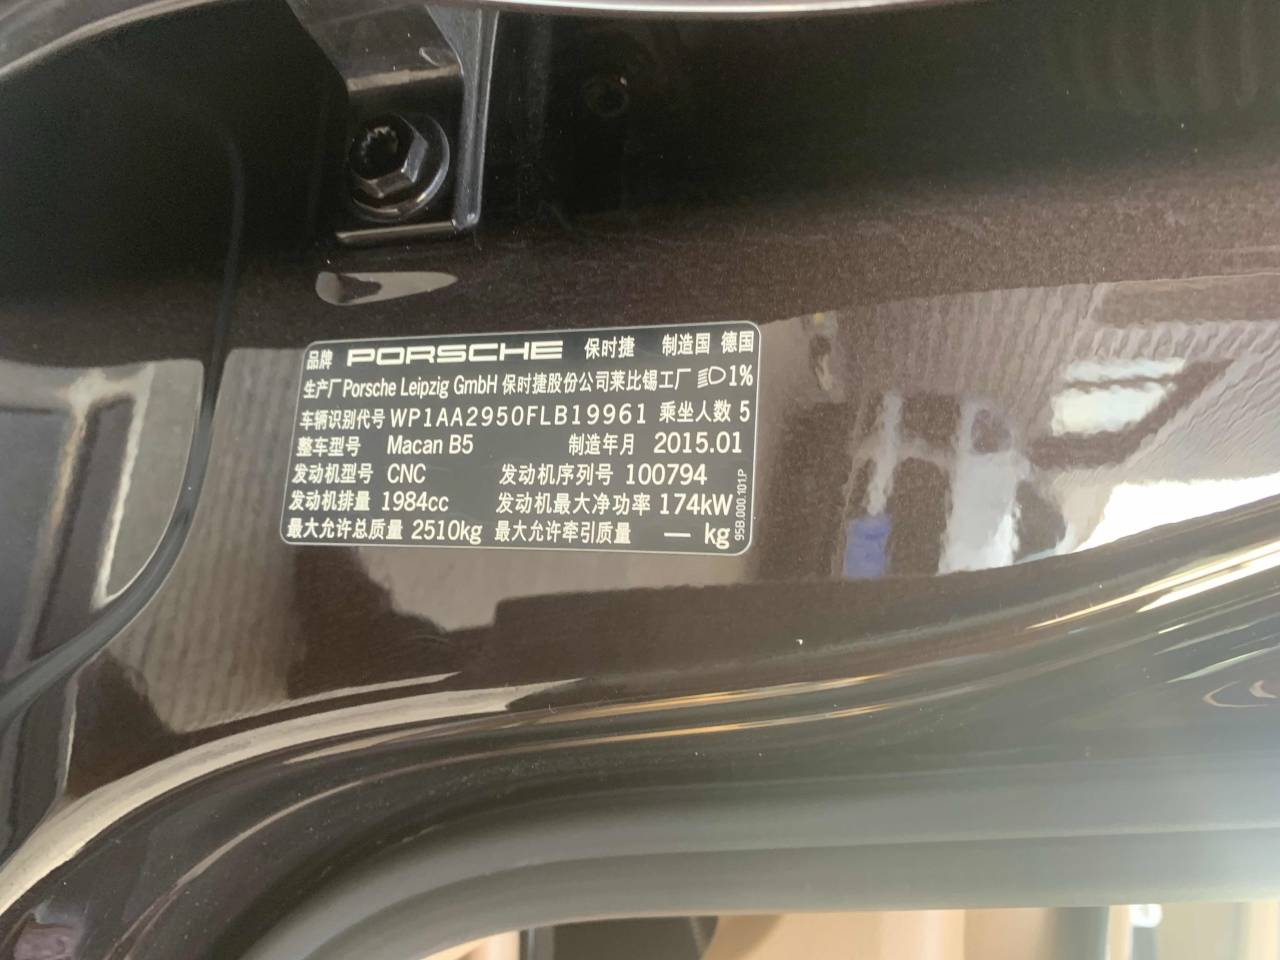 品牌 PORSCHE 保时捷 制造国 德国
生产厂 Porsche Leipzig GmbH 保时捷股份公司莱比锡工厂 1%
车辆识别代号 WP1AA2950FLB19961 乘坐人数 5
整车型号 Macan B5 制造年月 2015.01
发动机型号 CNC 发动机序列号 100794
发动机排量 1984cc 发动机最大净功率 174kW
最大允许总质量 2510kg 最大允许牵引质量 — kg
95B.000.101.P